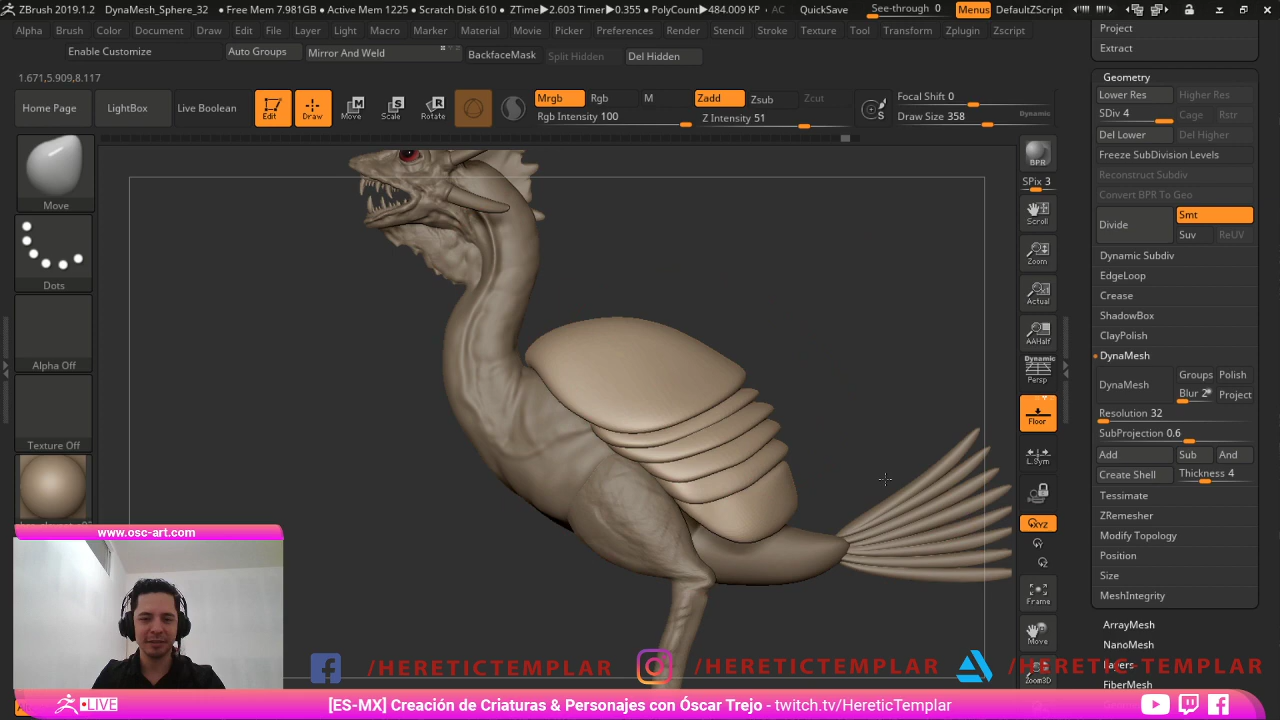 ZBrush 2019.1.2 DynaMesh_Sphere_32 • Free Mem 7.981GB • Active Mem 1225 • Scratch Disk 610 • ZTime▶2.603 Timer▶0.355 • PolyCount▶484.009 KP • AC QuickSave See-through 0 Menus DefaultZScript
Alpha Brush Color Document Draw Edit File Layer Light Macro Marker Material Movie Picker Preferences Render Stencil Stroke Texture Tool Transform Zplugin Zscript
Enable Customize Auto Groups Mirror And Weld BackfaceMask Split Hidden Del Hidden
1.671,5.909,8.117
Home Page LightBox Live Boolean Edit Draw Move Scale Rotate
Mrgb Rgb M Zadd Zsub Zcut Focal Shift 0
Rgb Intensity 100 Z Intensity 51 Draw Size 358 Dynamic
Move
Dots
Alpha Off
Texture Off
BPR
SPix 3
Scroll
Zoom
Actual
AAHalf
Dynamic
Persp
Floor
L.Sym
XYZ
Frame
Move
Zoom3D
Project
Extract
Geometry
Lower Res Higher Res
SDiv 4 Cage Rstr
Del Lower Del Higher
Freeze SubDivision Levels
Reconstruct Subdiv
Convert BPR To Geo
Divide Smt
Suv ReUV
Dynamic Subdiv
EdgeLoop
Crease
ShadowBox
ClayPolish
DynaMesh
DynaMesh Groups Polish
Blur 2 Project
Resolution 32
SubProjection 0.6
Add Sub And
Create Shell Thickness 4
Tessimate
ZRemesher
Modify Topology
Position
Size
MeshIntegrity
ArrayMesh
NanoMesh
Layers
FiberMesh
www.osc-art.com
/HERETICTEMPLAR /HERETICTEMPLAR /HERETIC-TEMPLAR
LIVE [ES-MX] Creación de Criaturas & Personajes con Óscar Trejo - twitch.tv/HereticTemplar